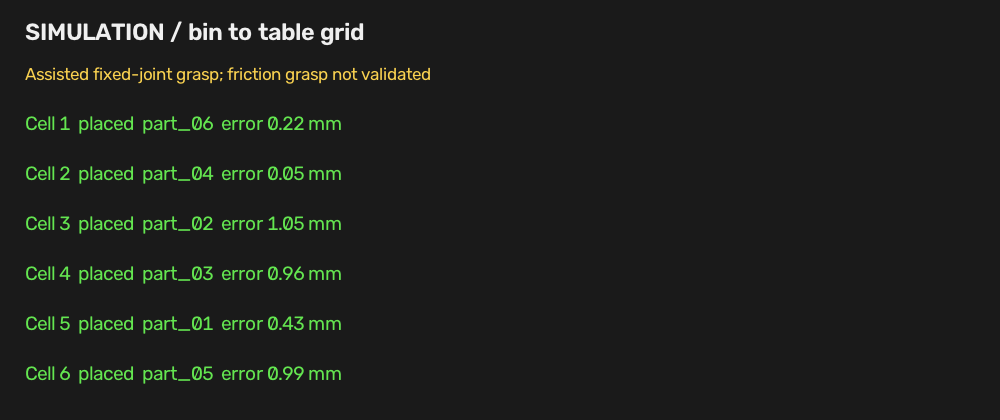 SIMULATION / bin to table grid
Assisted fixed-joint grasp; friction grasp not validated
Cell 1 placed part_06 error 0.22 mm
Cell 2 placed part_04 error 0.05 mm
Cell 3 placed part_02 error 1.05 mm
Cell 4 placed part_03 error 0.96 mm
Cell 5 placed part_01 error 0.43 mm
Cell 6 placed part_05 error 0.99 mm